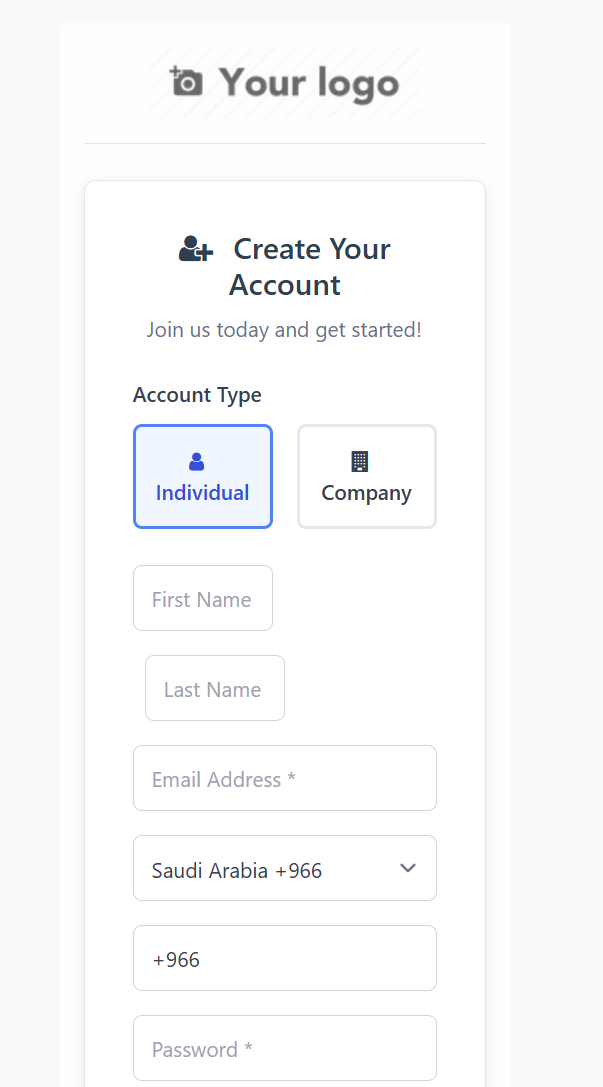 Your logo
Create Your
Account
Join us today and get started!
Account Type
Individual
Company
First Name
Last Name
Email Address *
Saudi Arabia +966
+966
Password *